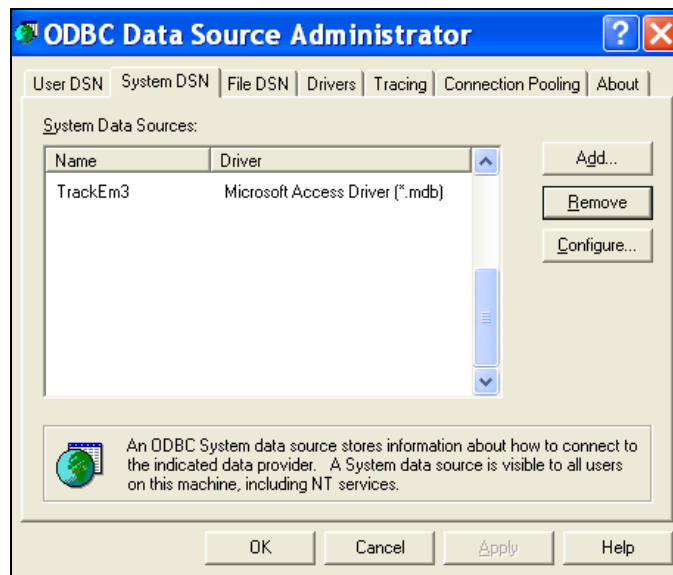 ODBC Data Source Administrator
User DSN System DSN File DSN Drivers Tracing Connection Pooling About
System Data Sources:
Name Driver
TrackEm3 Microsoft Access Driver (*.mdb)
Add...
Remove
Configure...
An ODBC System data source stores information about how to connect to
the indicated data provider. A System data source is visible to all users
on this machine, including NT services.
OK Cancel Apply Help